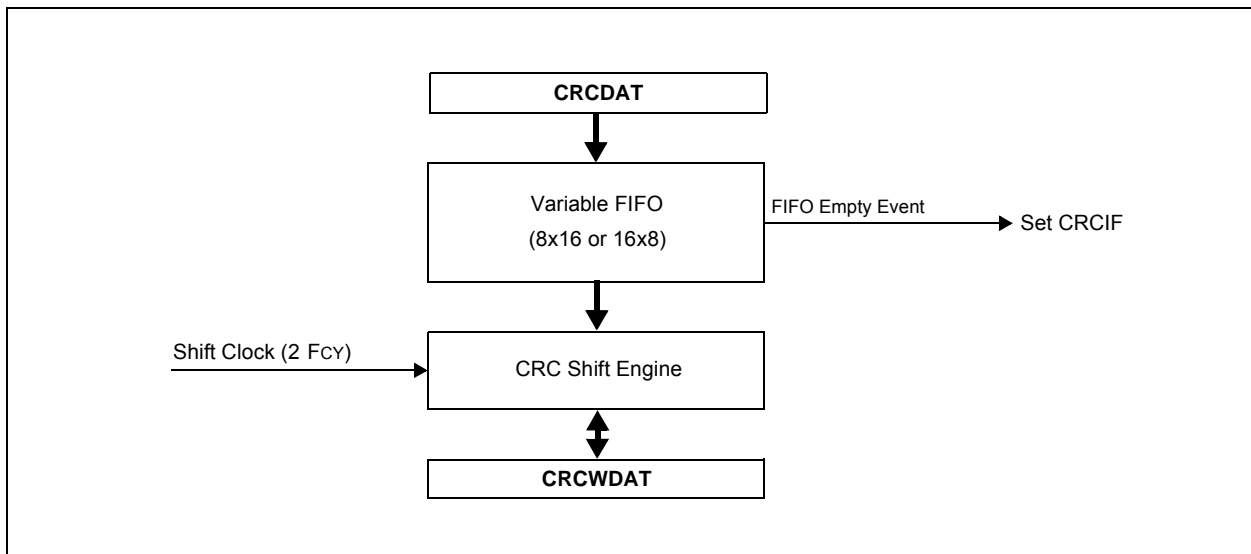 CRCDAT
Variable FIFO
(8x16 or 16x8)
FIFO Empty Event
Set CRCIF
Shift Clock (2 FCY)
CRC Shift Engine
CRCWDAT